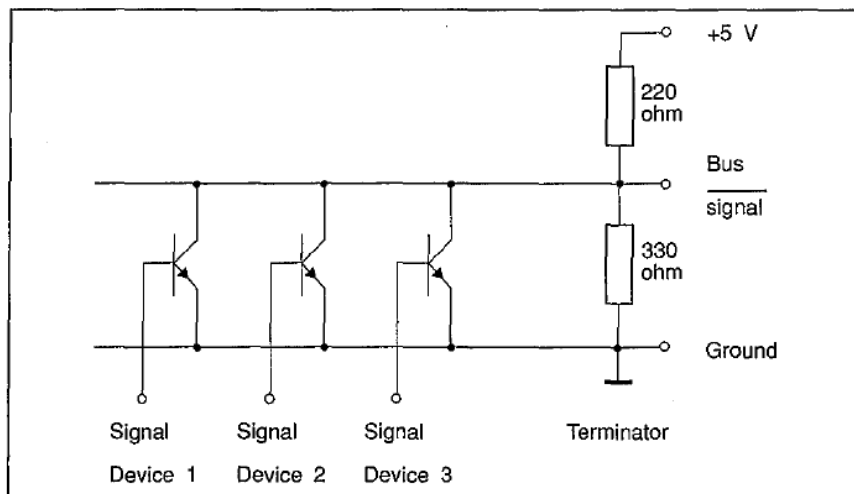 +5 V
220
ohm
Bus
signal
330
ohm
Ground
Signal
Device 1
Signal
Device 2
Signal
Device 3
Terminator